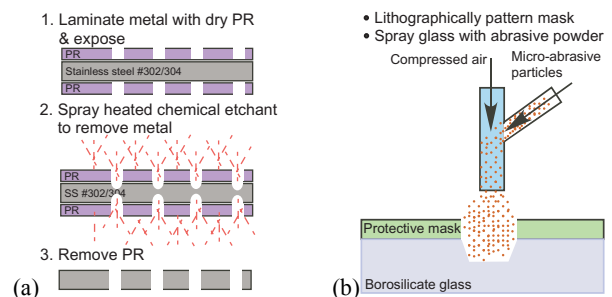 1. Laminate metal with dry PR
& expose
PR
Stainless steel #302/304
PR
2. Spray heated chemical etchant
to remove metal
PR
SS #302/304
PR
3. Remove PR
(a)
• Lithographically pattern mask
• Spray glass with abrasive powder
Compressed air
Micro-abrasive
particles
Protective mask
Borosilicate glass
(b)